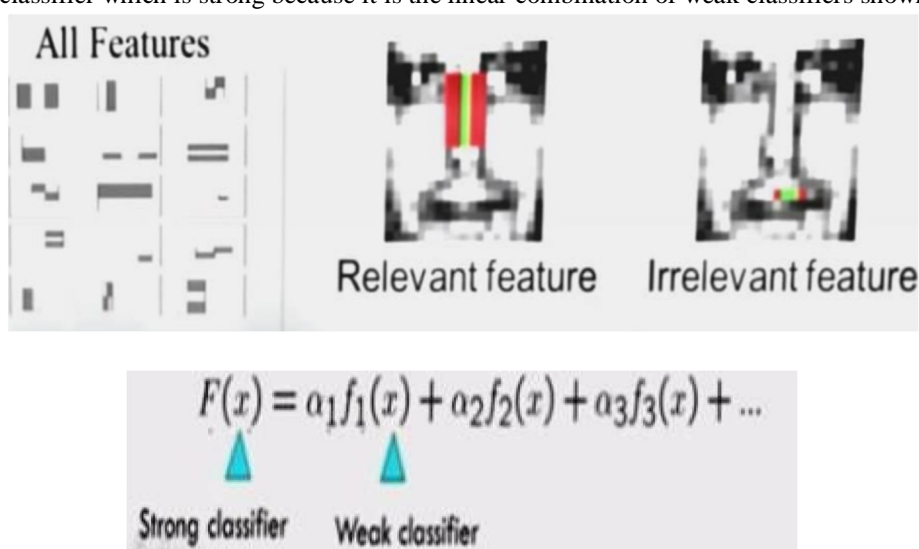 classifier which is strong because it is the linear combination of weak classifiers
All Features
Relevant feature
Irrelevant feature
F(x) = α₁f₁(x) + α₂f₂(x) + α₃f₃(x) + ...
Strong classifier
Weak classifier